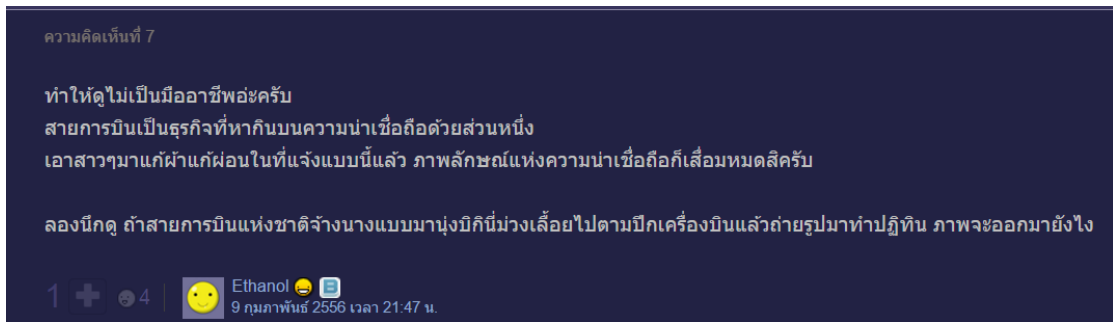 ความคิดเห็นที่ 7
ทำให้ดูไม่เป็นมืออาชีพอ่ะครับ
สายการบินเป็นธุรกิจที่หากินบนความน่าเชื่อถือด้วยส่วนหนึ่ง
เอาสาวๆมาแก้ผ้าแก้ผ่อนในที่แจ้งแบบนี้แล้ว ภาพลักษณ์แห่งความน่าเชื่อถือก็เสื่อมหมดสิครับ
ลองนึกดู ถ้าสายการบินแห่งชาติจ้างนางแบบมานุ่งบิกินี่ม่วงเลื้อยไปตามปีกเครื่องบินแล้วถ่ายรูปมาทำปฏิทิน ภาพจะออกมายังไง
1 4 Ethanol
9 กุมภาพันธ์ 2556 เวลา 21:47 น.